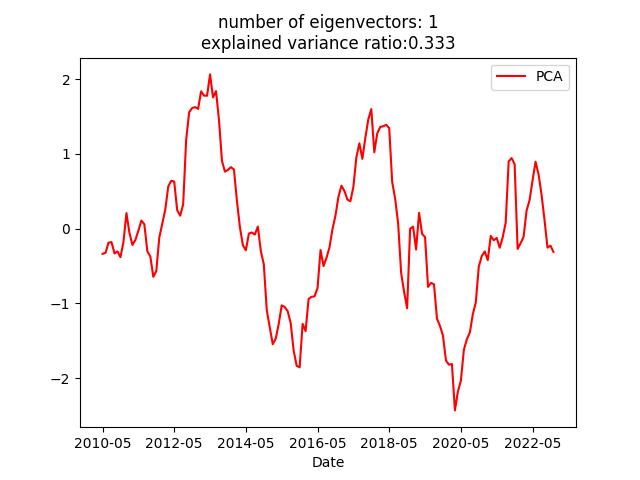 number of eigenvectors: 1
explained variance ratio:0.333
PCA
2
1
0
−1
−2
2010-05 2012-05 2014-05 2016-05 2018-05 2020-05 2022-05
Date